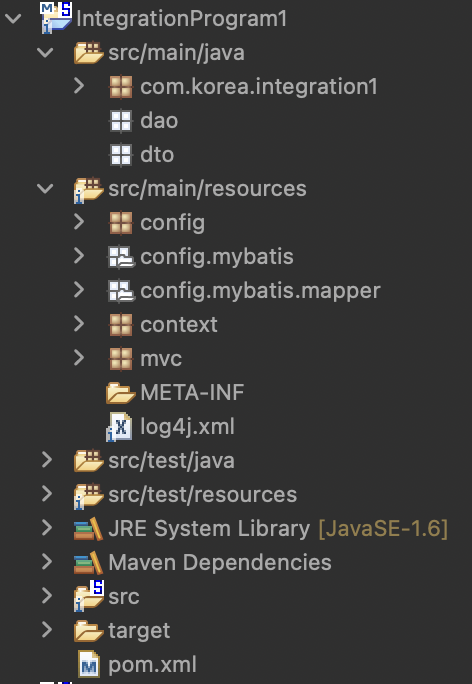 IntegrationProgram1
src/main/java
com.korea.integration1
dao
dto
src/main/resources
config
config.mybatis
config.mybatis.mapper
context
mvc
META-INF
log4j.xml
src/test/java
src/test/resources
JRE System Library [JavaSE-1.6]
Maven Dependencies
src
target
pom.xml